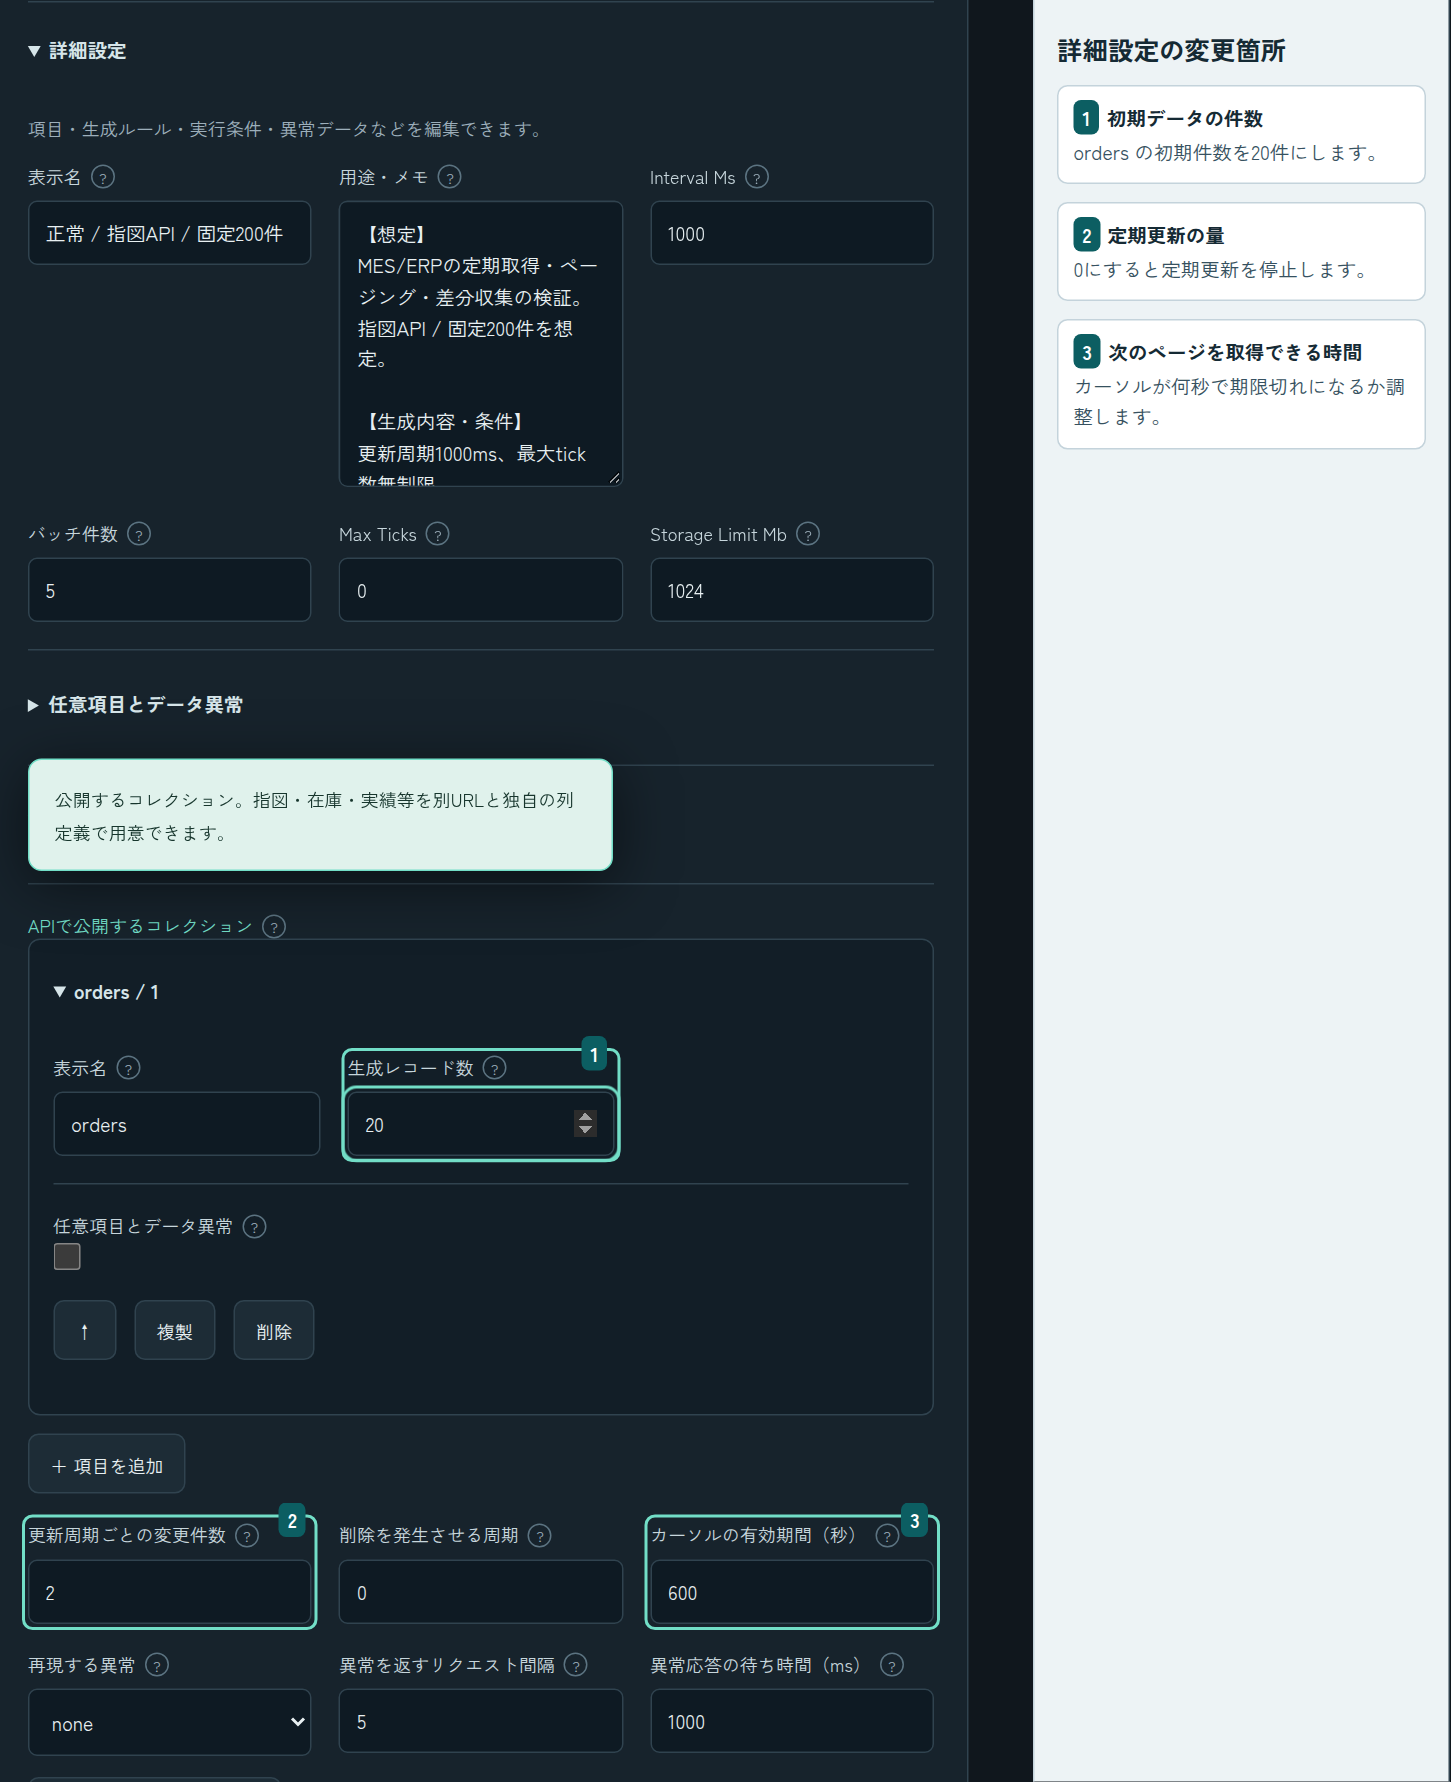 詳細設定
項目・生成ルール・実行条件・異常データなどを編集できます。
表示名 ?
正常 / 指図API / 固定200件
用途・メモ ?
【想定】
MES/ERPの定期取得・ペー
ジング・差分収集の検証。
指図API / 固定200件を想
定。
【生成内容・条件】
更新周期1000ms、最大tick
数無制限
Interval Ms ?
1000
バッチ件数 ?
5
Max Ticks ?
0
Storage Limit Mb ?
1024
任意項目とデータ異常
公開するコレクション。指図・在庫・実績等を別URLと独自の列
定義で用意できます。
APIで公開するコレクション ?
orders / 1
表示名 ?
orders
生成レコード数 ?
1
20
任意項目とデータ異常 ?
↑
複製
削除
＋ 項目を追加
更新周期ごとの変更件数 ?
2
2
削除を発生させる周期 ?
0
カーソルの有効期間（秒） ?
3
600
再現する異常 ?
none
異常を返すリクエスト間隔 ?
5
異常応答の待ち時間（ms） ?
1000
詳細設定の変更箇所
1 初期データの件数
orders の初期件数を20件にします。
2 定期更新の量
0にすると定期更新を停止します。
3 次のページを取得できる時間
カーソルが何秒で期限切れになるか調
整します。